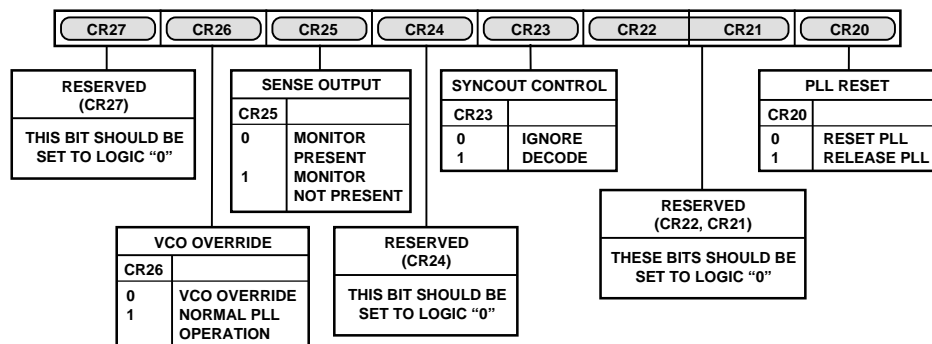 CR27 CR26 CR25 CR24 CR23 CR22 CR21 CR20
RESERVED
(CR27)
THIS BIT SHOULD BE
SET TO LOGIC “0”
SENSE OUTPUT
CR25
0 MONITOR
PRESENT
1 MONITOR
NOT PRESENT
SYNCOUT CONTROL
CR23
0 IGNORE
1 DECODE
PLL RESET
CR20
0 RESET PLL
1 RELEASE PLL
VCO OVERRIDE
CR26
0 VCO OVERRIDE
1 NORMAL PLL
OPERATION
RESERVED
(CR24)
THIS BIT SHOULD BE
SET TO LOGIC “0”
RESERVED
(CR22, CR21)
THESE BITS SHOULD BE
SET TO LOGIC “0”